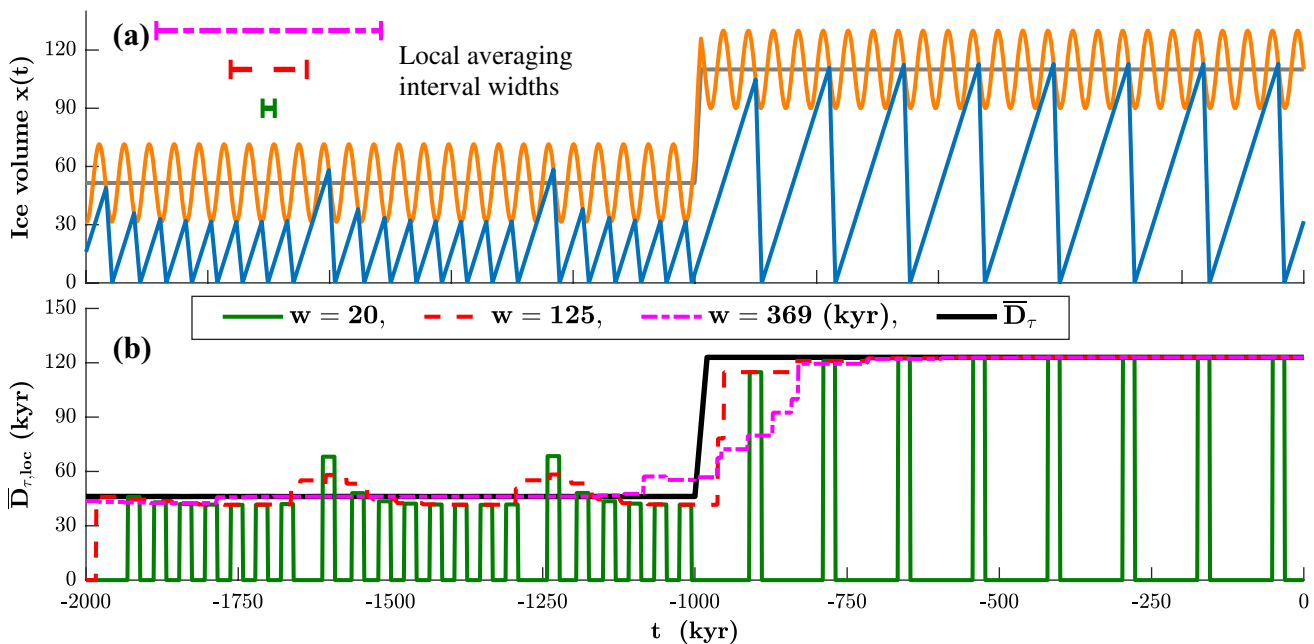 (a)
Local averaging
interval widths
Ice volume x(t)
120
90
60
30
0
w = 20, w = 125, w = 369 (kyr), D̅τ
(b)
D̅τ,loc (kyr)
150
120
90
60
30
0
-2000 -1750 -1500 -1250 -1000 -750 -500 -250 0
t (kyr)